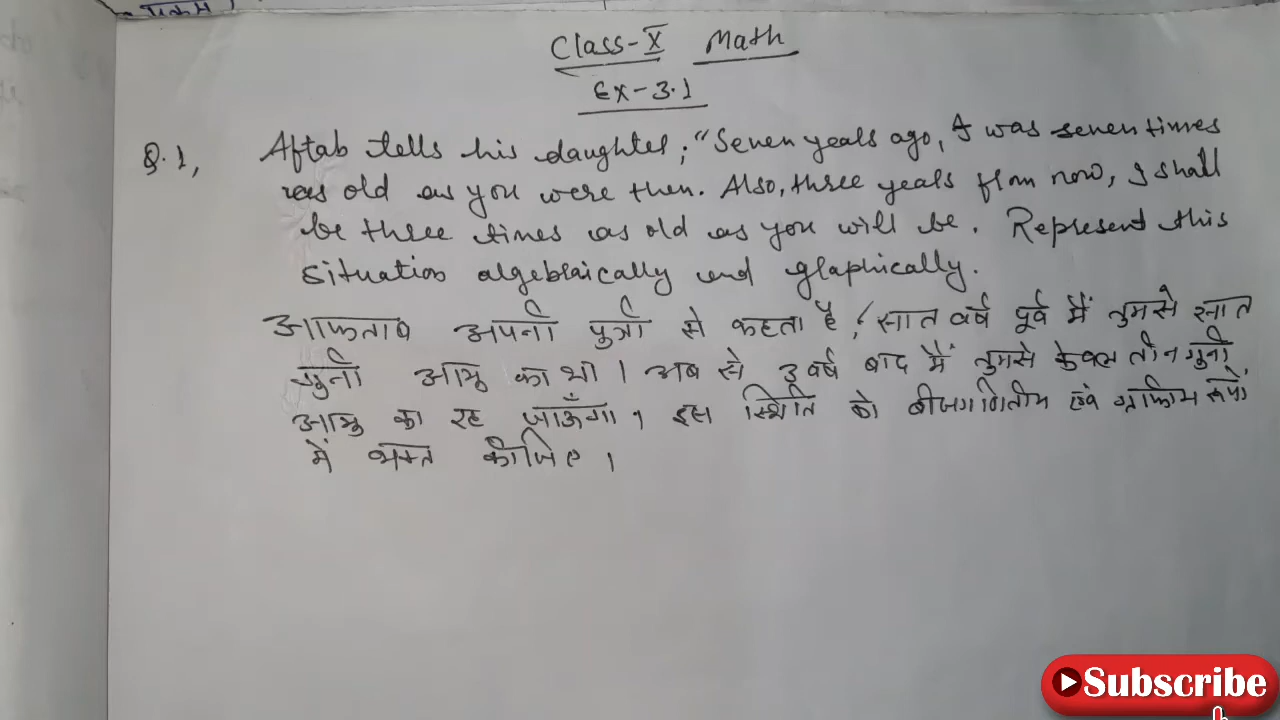 Class-X Math
Ex-3.1
Q.1, Aftab tells his daughter, "Seven years ago, I was seven times
as old as you were then. Also, three years from now, I shall
be three times as old as you will be. Represent this
situation algebraically and graphically.
आफताब अपनी पुत्री से कहता है, 'सात वर्ष पूर्व मैं तुमसे सात
गुनी आयु का था। अब से 3 वर्ष बाद मैं तुमसे केवल तीन गुनी
आयु का रह जाऊँगा। इस स्थिति को बीजगणितीय एवं ग्राफीय रूपों
में व्यक्त कीजिए।
Subscribe